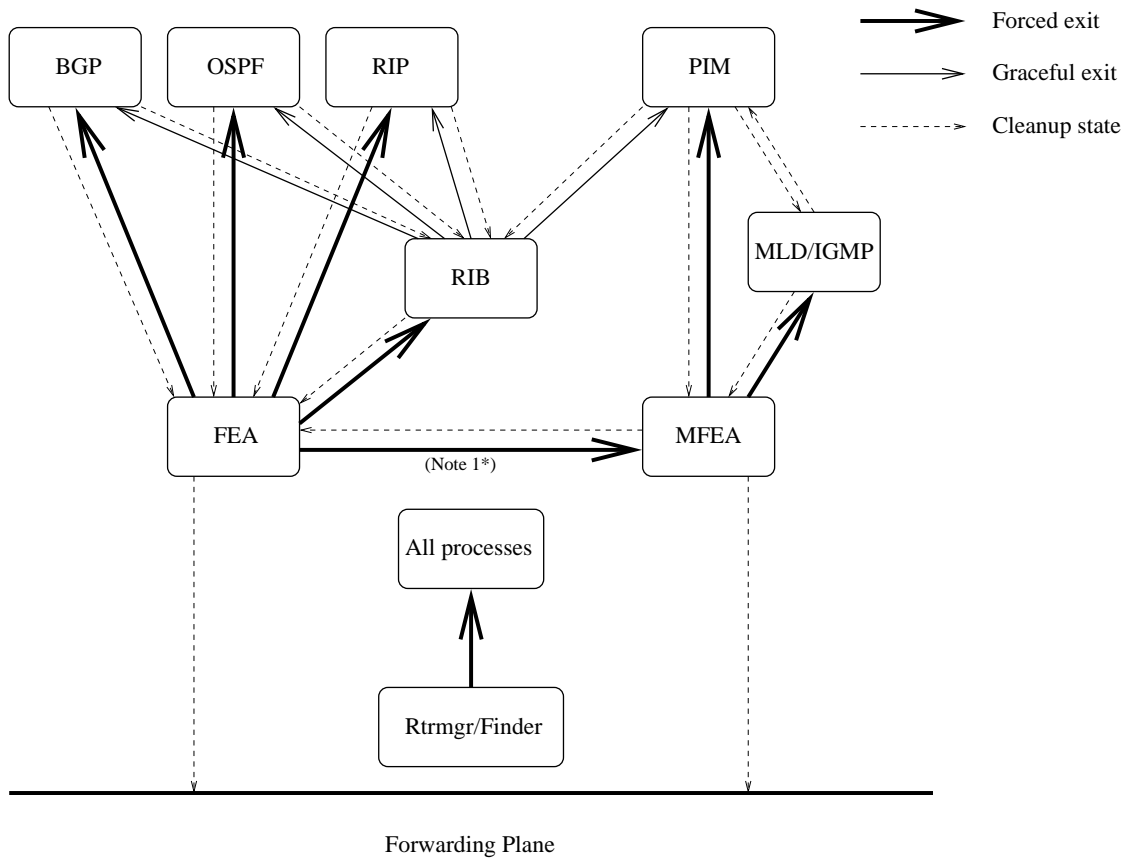 Forced exit
BGP
OSPF
RIP
PIM
Graceful exit
Cleanup state
MLD/IGMP
RIB
FEA
MFEA
(Note 1*)
All processes
Rtrmgr/Finder
Forwarding Plane